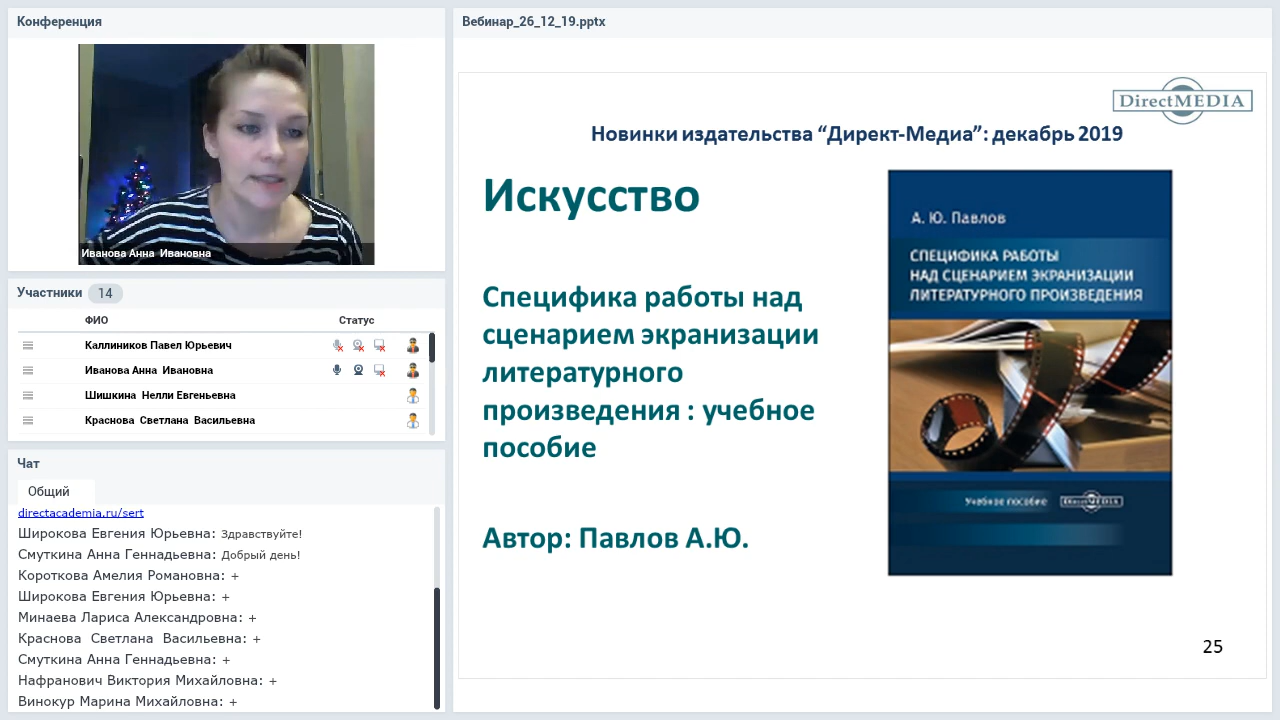 Конференция
Иванова Анна Ивановна
Участники 14
ФИО Статус
Каллиников Павел Юрьевич
Иванова Анна Ивановна
Шишкина Нелли Евгеньевна
Краснова Светлана Васильевна
Чат
Общий
directacademia.ru/sert
Широкова Евгения Юрьевна: Здравствуйте!
Смуткина Анна Геннадьевна: Добрый день!
Короткова Амелия Романовна: +
Широкова Евгения Юрьевна: +
Минаева Лариса Александровна: +
Краснова Светлана Васильевна: +
Смуткина Анна Геннадьевна: +
Нафранович Виктория Михайловна: +
Винокур Марина Михайловна: +
Вебинар_26_12_19.pptx
DirectMEDIA
Новинки издательства “Директ-Медиа”: декабрь 2019
Искусство
Специфика работы над
сценарием экранизации
литературного
произведения : учебное
пособие
Автор: Павлов А.Ю.
А. Ю. Павлов
СПЕЦИФИКА РАБОТЫ
НАД СЦЕНАРИЕМ ЭКРАНИЗАЦИИ
ЛИТЕРАТУРНОГО ПРОИЗВЕДЕНИЯ
Учебное пособие DirectMEDIA
25